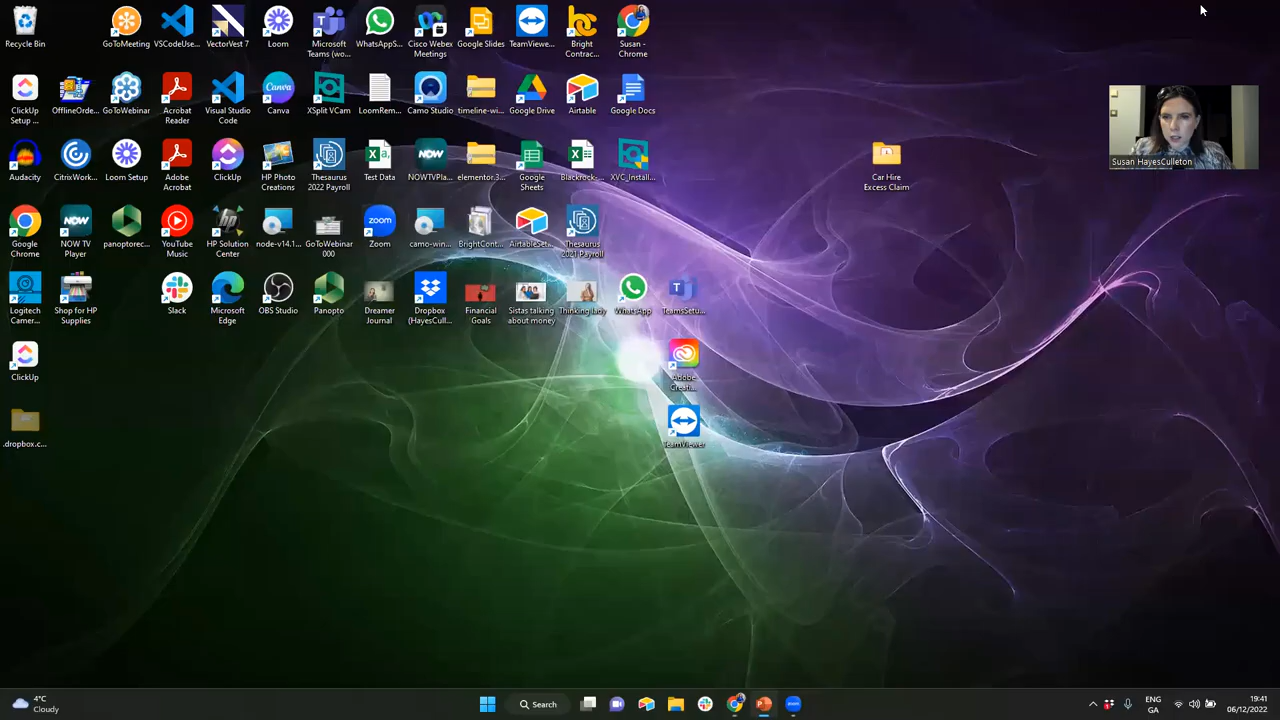 Recycle Bin
GoToMeeting
VSCodeUse...
VectorVest 7
Loom
Microsoft
Teams (wo...
WhatsAppS...
Cisco Webex
Meetings
Google Slides
TeamViewe...
Bright
Contrac...
Susan -
Chrome
ClickUp
Setup ...
OfflineOrde...
GoToWebinar
Acrobat
Reader
Visual Studio
Code
Canva
XSplit VCam
LoomRem...
Camo Studio
timeline-wi...
Google Drive
Airtable
Google Docs
Audacity
CitrixWork...
Loom Setup
Adobe
Acrobat
ClickUp
HP Photo
Creations
Thesaurus
2022 Payroll
Test Data
NOW
NOWTVPla...
elementor.3...
Google
Sheets
Blackrock-...
XVC_Install...
Car Hire
Excess Claim
Susan HayesCulleton
Google
Chrome
NOW
NOW TV
Player
panoptorec...
YouTube
Music
HP Solution
Center
node-v14.1...
GoToWebinar
000
zoom
Zoom
camo-win...
BrightCont...
AirtableSet...
Thesaurus
2021 Payroll
Logitech
Camer...
Shop for HP
Supplies
Slack
Microsoft
Edge
OBS Studio
Panopto
Dreamer
Journal
Dropbox
(HayesCull...
Financial
Goals
Sistas talking
about money
Thinking lady
WhatsApp
TeamsSetu...
ClickUp
Adobe
Creati...
.dropbox.c...
TeamViewer
4°C
Cloudy
Search
ENG
GA
19:41
06/12/2022